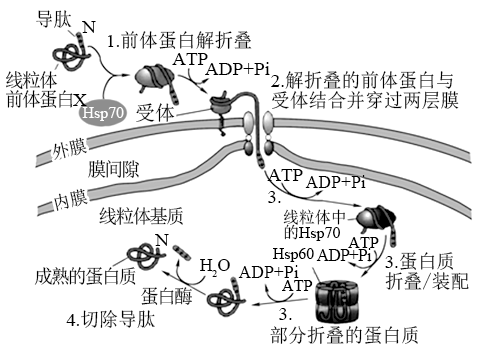 导肽
N
1.前体蛋白解折叠
ATP
ADP+Pi
线粒体
前体蛋白X
Hsp70
受体
2.解折叠的前体蛋白与
受体结合并穿过两层膜
外膜
膜间隙
内膜
ATP
ADP+Pi
3.
线粒体基质
线粒体中
的Hsp70
N
ATP
Hsp60
ADP+Pi
H₂O
ADP+Pi
ATP
3.蛋白质
折叠/装配
成熟的蛋白质
蛋白酶
3.
4.切除导肽
部分折叠的蛋白质